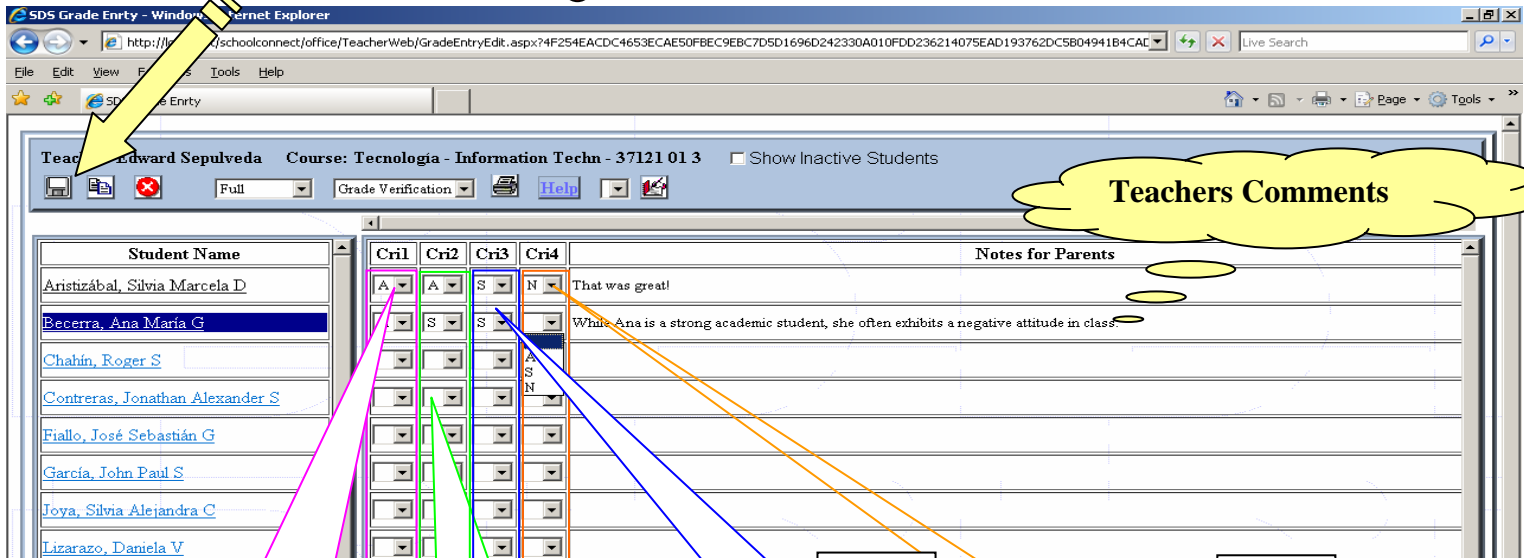 SDS Grade Enrty - Windows Internet Explorer
/schoolconnect/office/TeacherWeb/GradeEntryEdit.aspx?4F254EACDC4653ECAE50FBEC9EBC7D5D1696D242330A010FDD236214075EAD193762DC5B04941B4CAD
Live Search
File Edit View Tools Help
Enrty
Page Tools
Edward Sepulveda Course: Tecnología - Information Techn - 37121 01 3 Show Inactive Students
Full Grade Verification Help
Teachers Comments
Student Name Cri1 Cri2 Cri3 Cri4 Notes for Parents
Aristizábal, Silvia Marcela D A A S N That was great!
Becerra, Ana María G S S While Ana is a strong academic student, she often exhibits a negative attitude in class.
A
S
N
Chahín, Roger S
Contreras, Jonathan Alexander S
Fiallo, José Sebastián G
García, John Paul S
Joya, Silvia Alejandra C
Lizarazo, Daniela V